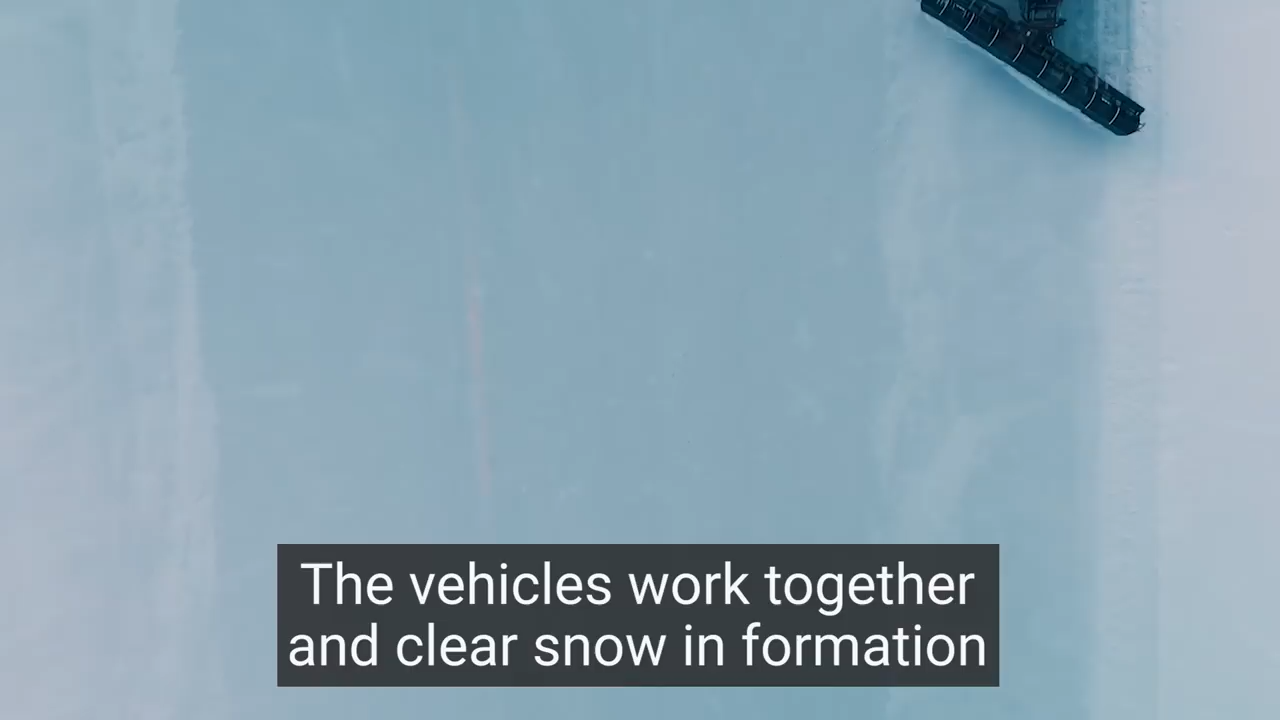 The vehicles work together
and clear snow in formation